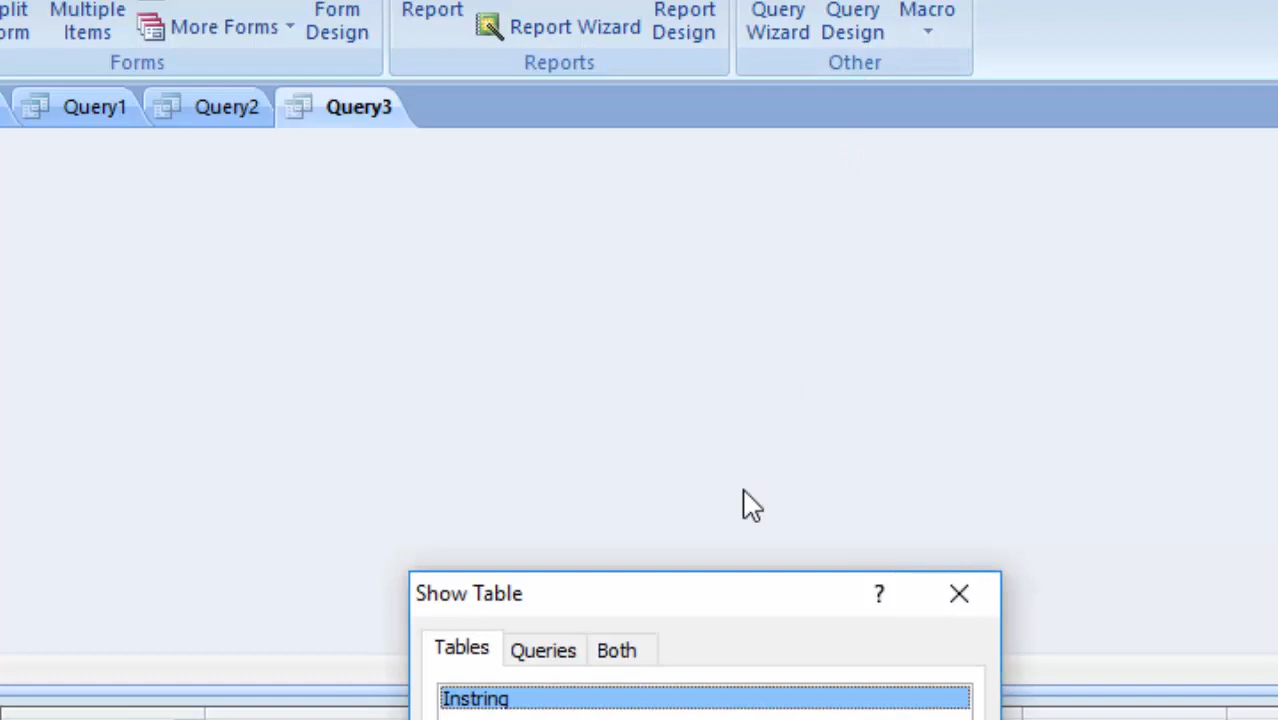 plit
orm
Multiple
Items
More Forms
Form
Design
Forms
Report
Report Wizard
Report
Design
Reports
Query
Wizard
Query
Design
Macro
Other
Query1
Query2
Query3
Show Table
?
Tables
Queries
Both
Instring